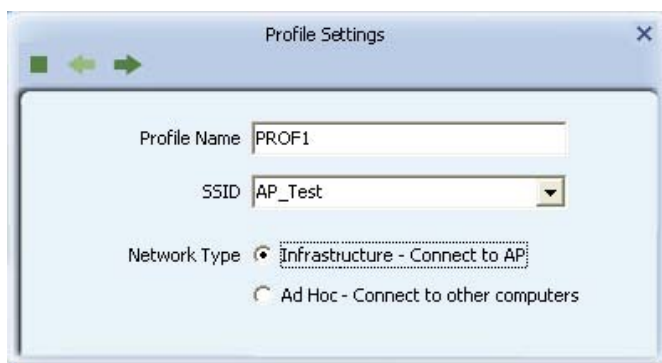 Profile Settings
Profile Name PROF1
SSID AP_Test
Network Type Infrastructure - Connect to AP
Ad Hoc - Connect to other computers